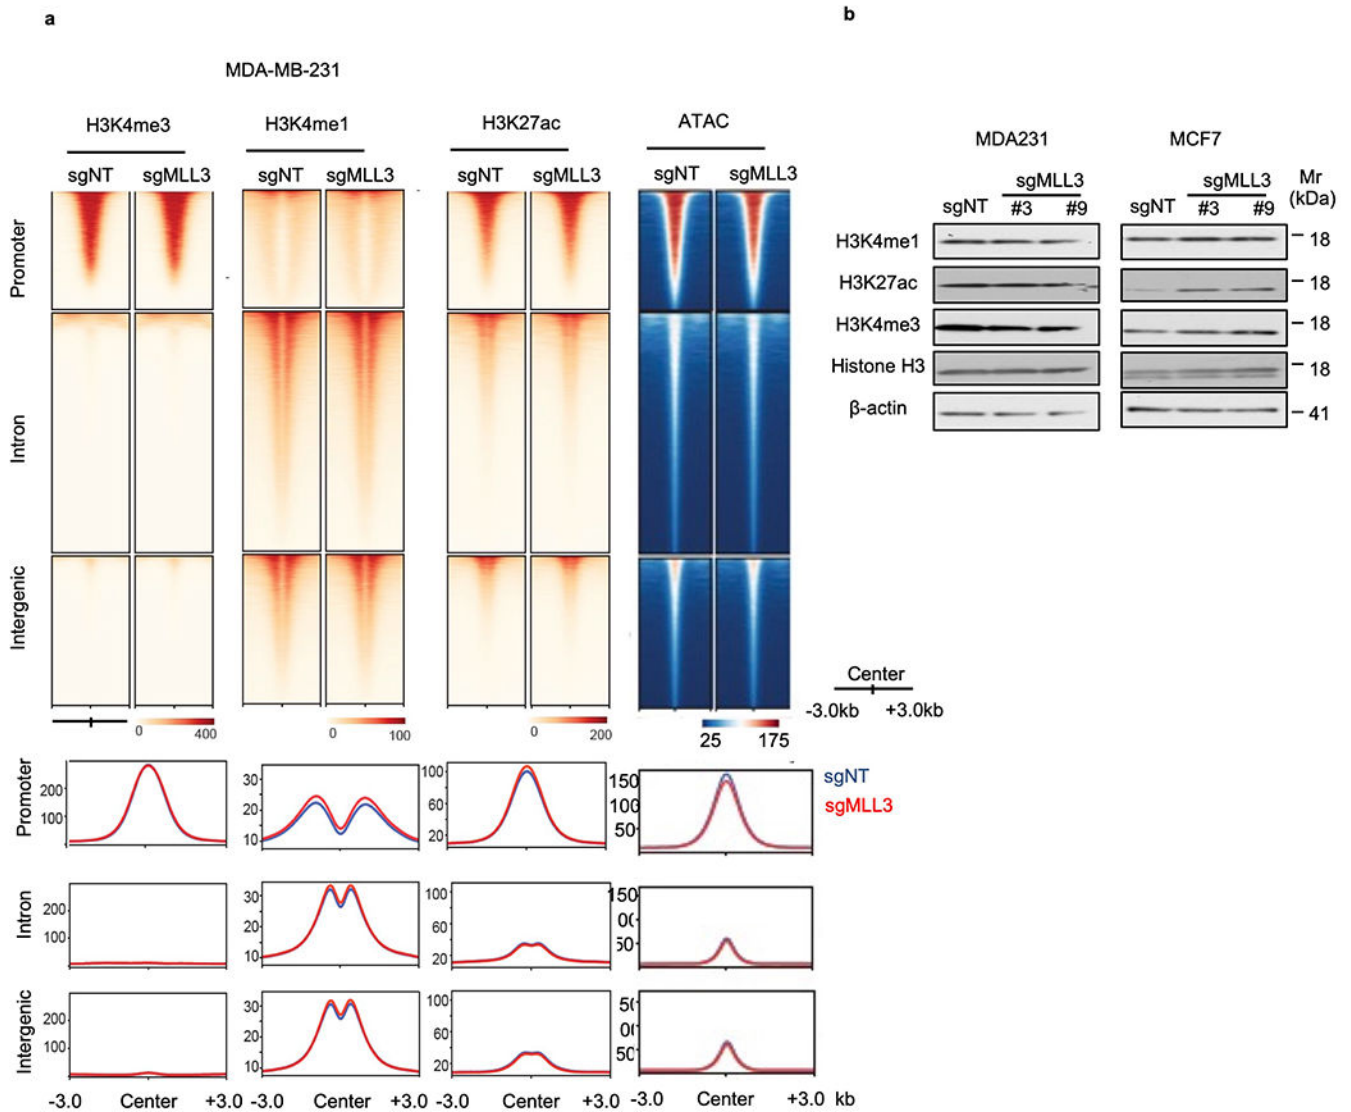 a
b
MDA-MB-231
H3K4me3 H3K4me1 H3K27ac ATAC
sgNT sgMLL3 sgNT sgMLL3 sgNT sgMLL3 sgNT sgMLL3
Promoter
Intron
Intergenic
0 400 0 100 0 200 25 175
Center
-3.0kb +3.0kb
MDA231 MCF7
sgMLL3 sgMLL3 Mr
sgNT #3 #9 sgNT #3 #9 (kDa)
H3K4me1 18
H3K27ac 18
H3K4me3 18
Histone H3 18
β-actin 41
Promoter
200
100
30
20
10
100
60
20
150
100
50
sgNT
sgMLL3
Intron
200
100
30
20
10
100
60
20
Intergenic
200
100
30
20
10
100
60
20
-3.0 Center +3.0 -3.0 Center +3.0 -3.0 Center +3.0 -3.0 Center +3.0 kb